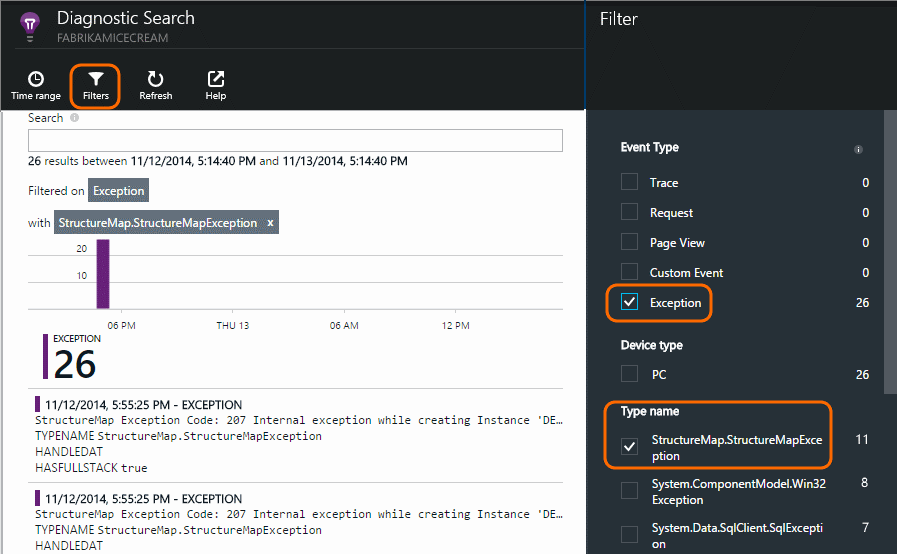 Diagnostic Search
FABRIKAMICECREAM
Time range
Filters
Refresh
Help
Search
26 results between 11/12/2014, 5:14:40 PM and 11/13/2014, 5:14:40 PM
Filtered on Exception
with StructureMap.StructureMapException x
20
10
06 PM
THU 13
06 AM
12 PM
EXCEPTION
26
11/12/2014, 5:55:25 PM - EXCEPTION
StructureMap Exception Code: 207 Internal exception while creating Instance 'DE…
TYPENAME StructureMap.StructureMapException
HANDLEDAT
HASFULLSTACK true
11/12/2014, 5:55:25 PM - EXCEPTION
StructureMap Exception Code: 207 Internal exception while creating Instance 'DE…
TYPENAME StructureMap.StructureMapException
HANDLEDAT
Filter
Event Type
Trace 0
Request 0
Page View 0
Custom Event 0
Exception 26
Device type
PC 26
Type name
StructureMap.StructureMapExce 11
ption
System.ComponentModel.Win32 8
Exception
System.Data.SqlClient.SqlExcepti 7
on